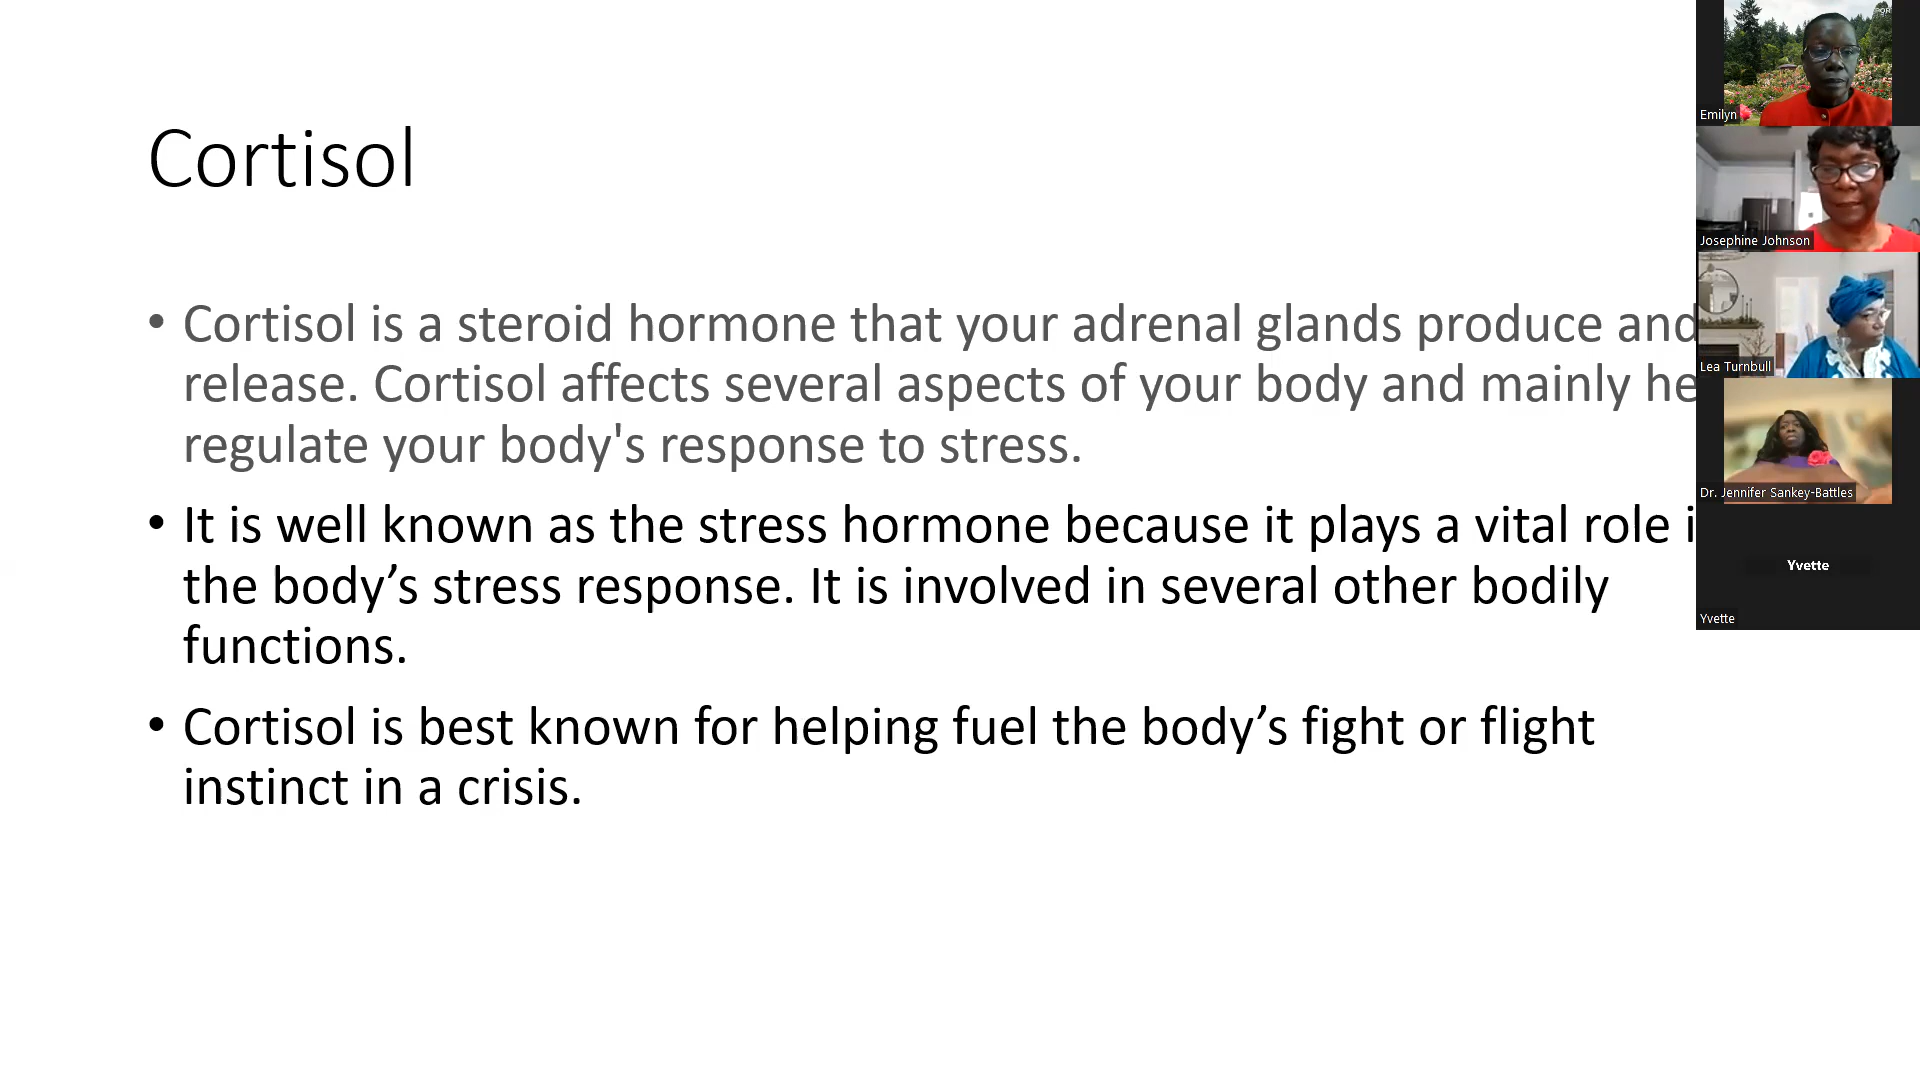 Cortisol
• Cortisol is a steroid hormone that your adrenal glands produce and
release. Cortisol affects several aspects of your body and mainly he
regulate your body's response to stress.
• It is well known as the stress hormone because it plays a vital role i
the body’s stress response. It is involved in several other bodily
functions.
• Cortisol is best known for helping fuel the body’s fight or flight
instinct in a crisis.
Emilyn
Josephine Johnson
Lea Turnbull
Dr. Jennifer Sankey-Battles
Yvette
Yvette